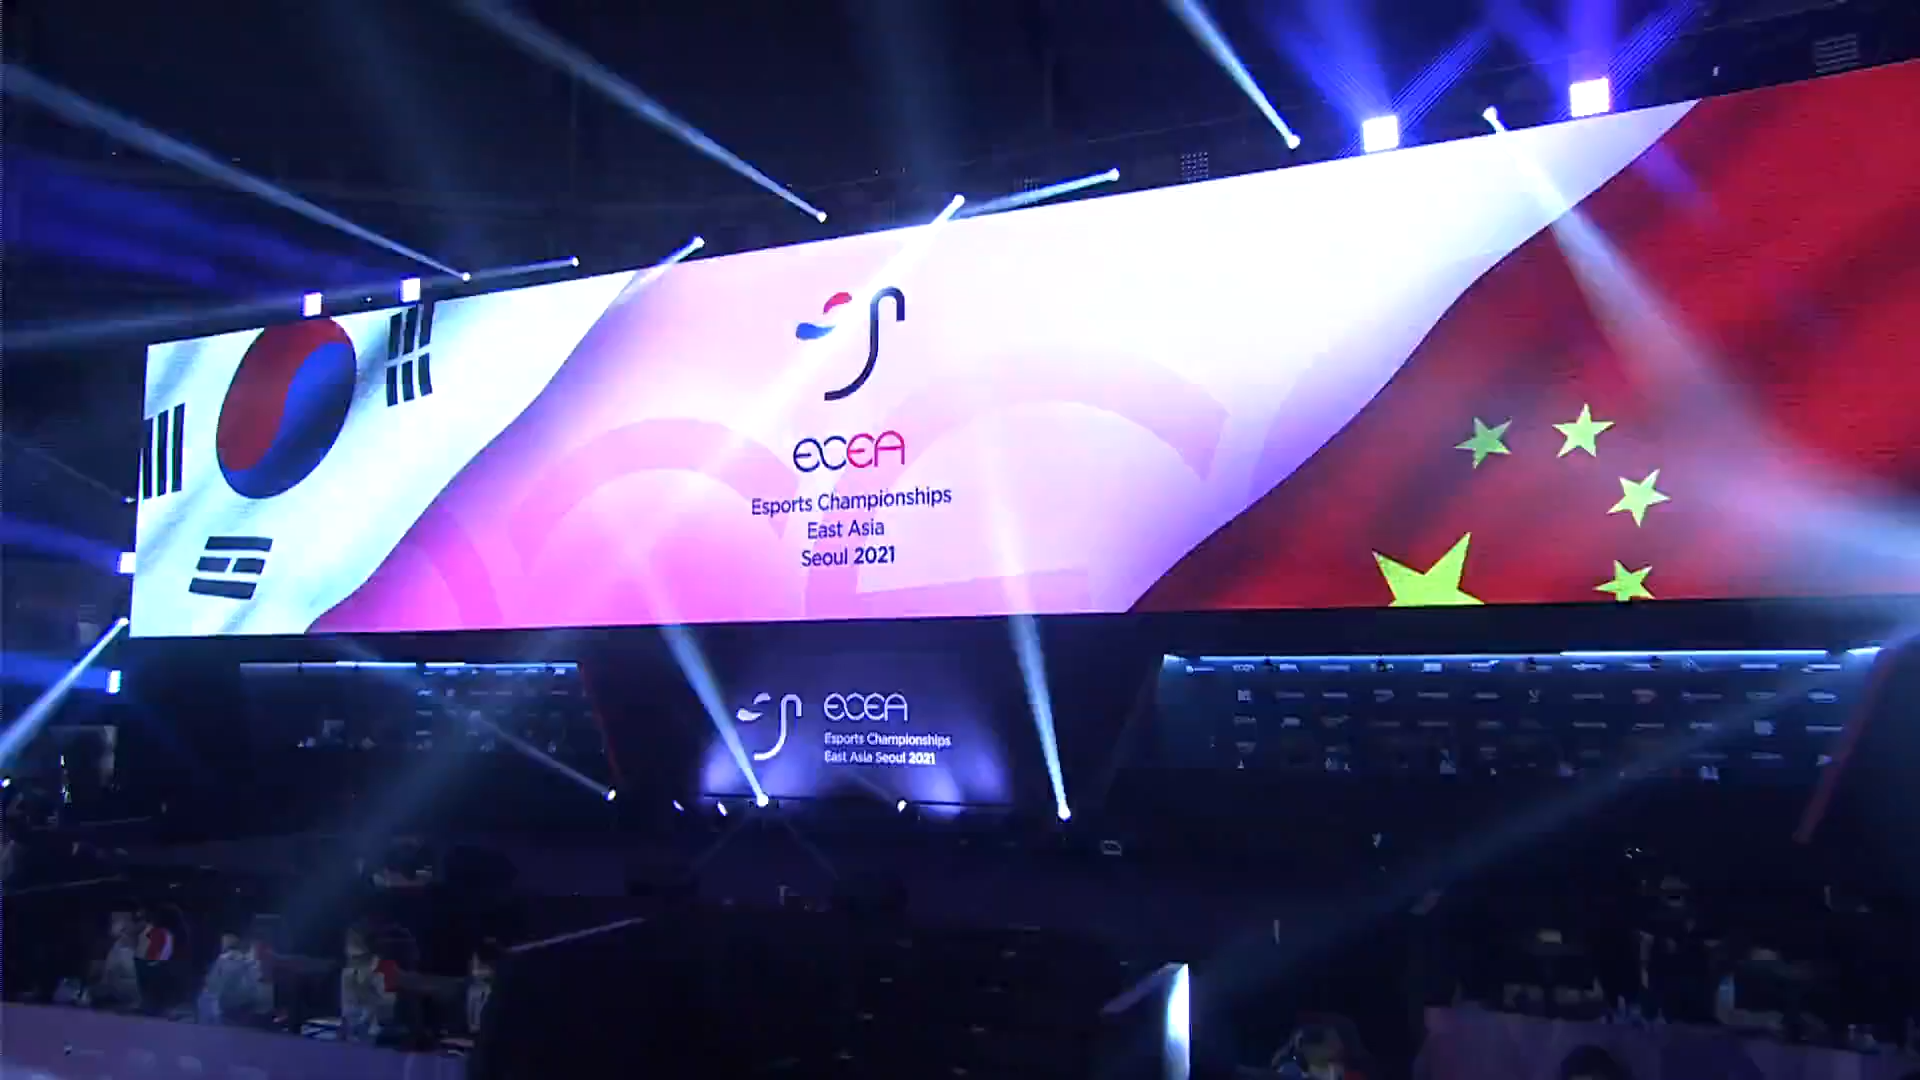 ECEA
Esports Championships
East Asia
Seoul 2021
ECEA
Esports Championships
East Asia Seoul 2021